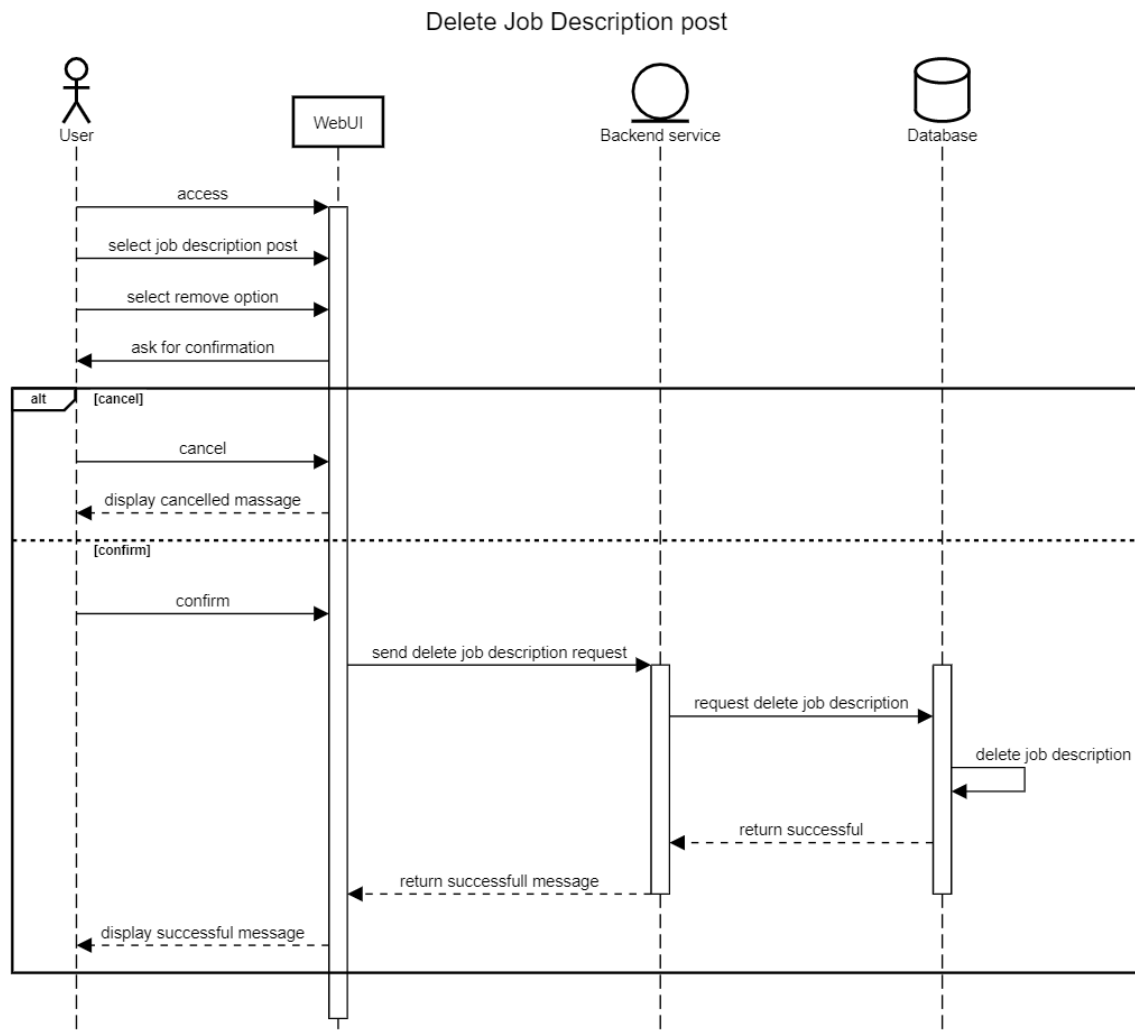 Delete Job Description post
User
WebUI
Backend service
Database
access
select job description post
select remove option
ask for confirmation
alt
[cancel]
cancel
display cancelled massage
[confirm]
confirm
send delete job description request
request delete job description
delete job description
return successful
return successfull message
display successful message